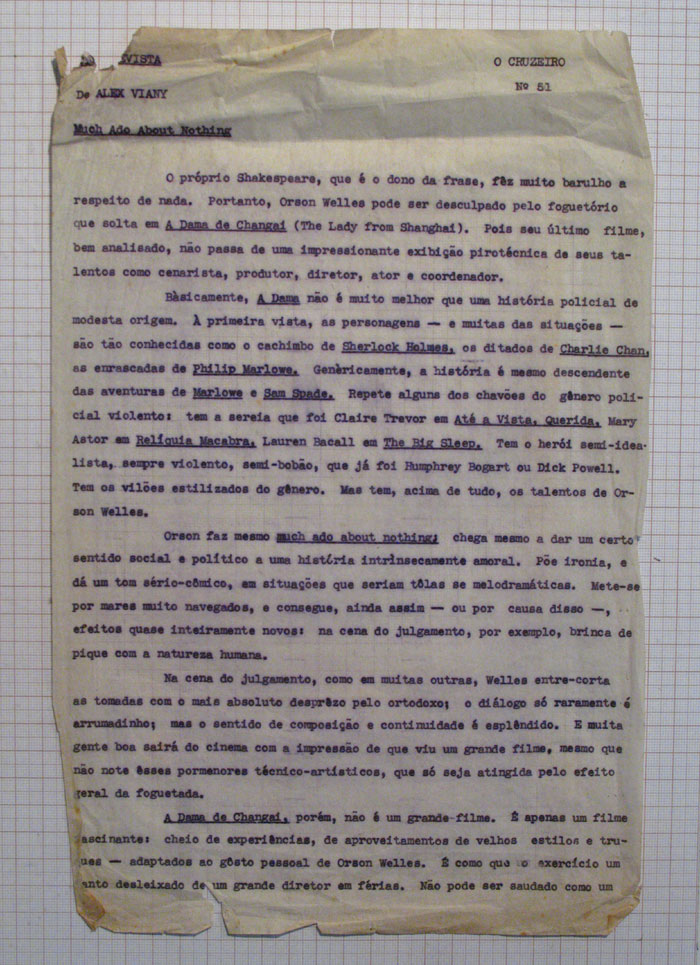 VISTA
O CRUZEIRO
De ALEX VIANY
Nº 51
Much Ado About Nothing
O próprio Shakespeare, que é o dono da frase, fêz muito barulho a
respeito de nada. Portanto, Orson Welles pode ser desculpado pelo foguetório
que solta em A Dama de Changai (The Lady from Shanghai). Pois seu último filme,
bem analisado, não passa de uma impressionante exibição pirotécnica de seus ta-
lentos como cenarista, produtor, diretor, ator e coordenador.
Bàsicamente, A Dama não é muito melhor que uma história policial de
modesta origem. À primeira vista, as personagens — e muitas das situações —
são tão conhecidas como o cachimbo de Sherlock Holmes, os ditados de Charlie Chan,
as enrascadas de Philip Marlowe. Genèricamente, a história é mesmo descendente
das aventuras de Marlowe e Sam Spade. Repete alguns dos chavões do gênero poli-
cial violento: tem a sereia que foi Claire Trevor em Até a Vista, Querida, Mary
Astor em Relíquia Macabra, Lauren Bacall em The Big Sleep. Tem o herói semi-idea-
lista, sempre violento, semi-bobão, que já foi Humphrey Bogart ou Dick Powell.
Tem os vilões estilizados do gênero. Mas tem, acima de tudo, os talentos de Or-
son Welles.
Orson faz mesmo much ado about nothing; chega mesmo a dar um certo
sentido social e político a uma história intrìnsecamente amoral. Põe ironia, e
dá um tom sério-cômico, em situações que seriam tôlas se melodramáticas. Mete-se
por mares muito navegados, e consegue, ainda assim — ou por causa disso —,
efeitos quase inteiramente novos: na cena do julgamento, por exemplo, brinca de
pique com a natureza humana.
Na cena do julgamento, como em muitas outras, Welles entre-corta
as tomadas com o mais absoluto desprêzo pelo ortodoxo; o diálogo só raramente é
arrumadinho; mas o sentido de composição e continuidade é esplêndido. E muita
gente boa sairá do cinema com a impressão de que viu um grande filme, mesmo que
não note êsses pormenores técnico-artísticos, que só seja atingida pelo efeito
geral da foguetada.
A Dama de Changai, porém, não é um grande filme. É apenas um filme
fascinante: cheio de experiências, de aproveitamentos de velhos estilos e tru-
ques — adaptados ao gôsto pessoal de Orson Welles. É como que o exercício um
tanto desleixado de um grande diretor em férias. Não pode ser saudado como um